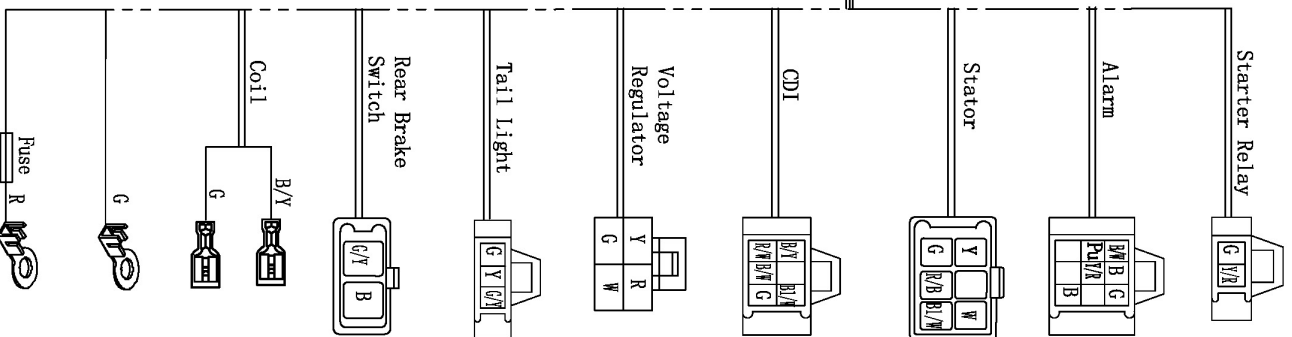 Fuse
R
G
Coil
G
B/Y
Rear Brake
Switch
G/Y
B
Tail Light
G
Y
G/Y
Voltage
Regulator
Y
R
G
W
CDI
B/Y
Bl/W
R/W
B/W
G
Stator
Y
W
G
R/B
Bl/W
Alarm
B/W
B
G
Pu
Y/R
B
Starter Relay
G
Y/R